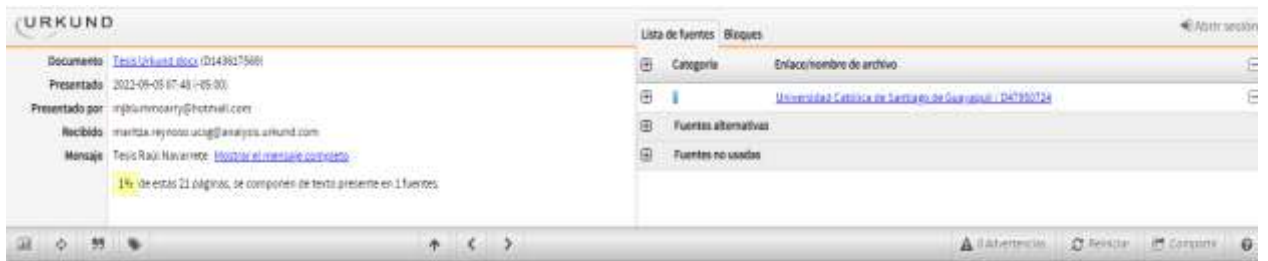 URKUND
Documento Tesis Urkund.docx (D143617569)
Presentado 2022-09-05 07:48 (-05:00)
Presentado por
Recibido maritza.reynoso.ucsg@analysis.urkund.com
Mensaje Tesis Raúl Navarrete Mostrar el mensaje completo
1% de estas 21 páginas, se componen de texto presente en 1 fuentes.
Lista de fuentes Bloques
Abrir sesión
Categoría Enlace/nombre de archivo
Universidad Católica de Santiago de Guayaquil / D47950724
Fuentes alternativas
Fuentes no usadas
0 Advertencias Reiniciar Compartir